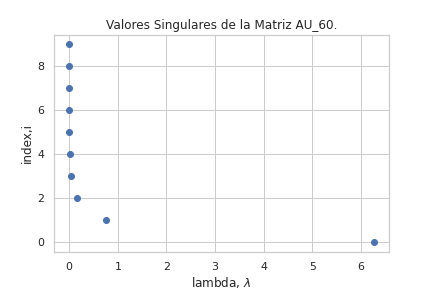 Valores Singulares de la Matriz AU_60.
8
6
4
2
0
index,i
0 1 2 3 4 5 6
lambda, λ